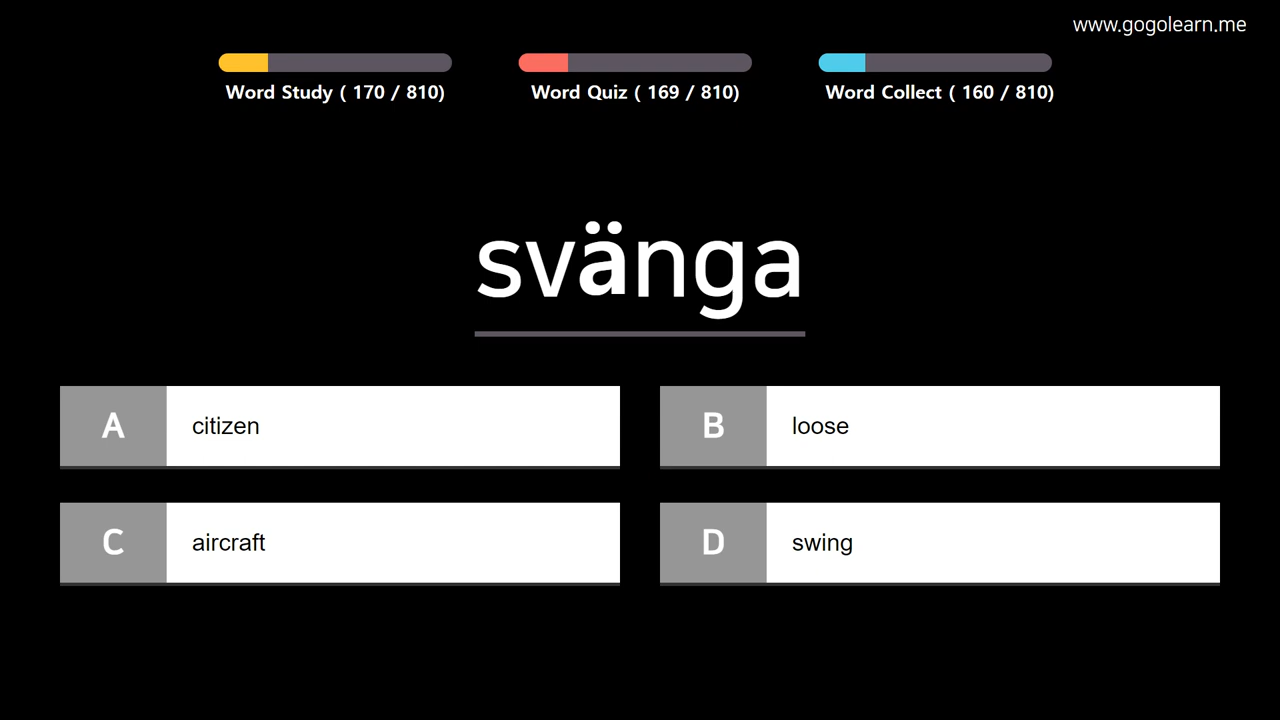 www.gogolearn.me
Word Study ( 170 / 810)
Word Quiz ( 169 / 810)
Word Collect ( 160 / 810)
svänga
A citizen
B loose
C aircraft
D swing